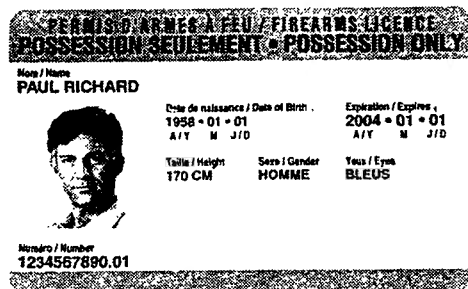 PERMIS D'ARMES À FEU / FIREARMS LICENCE
POSSESSION SEULEMENT • POSSESSION ONLY
Nom / Name
PAUL RICHARD
Date de naissance / Date of Birth
1958 • 01 • 01
A/Y M J/D
Expiration / Expires
2004 • 01 • 01
A/Y M J/D
Taille / Height
170 CM
Sexe / Gender
HOMME
Yeux / Eyes
BLEUS
Numéro / Number
1234567890.01